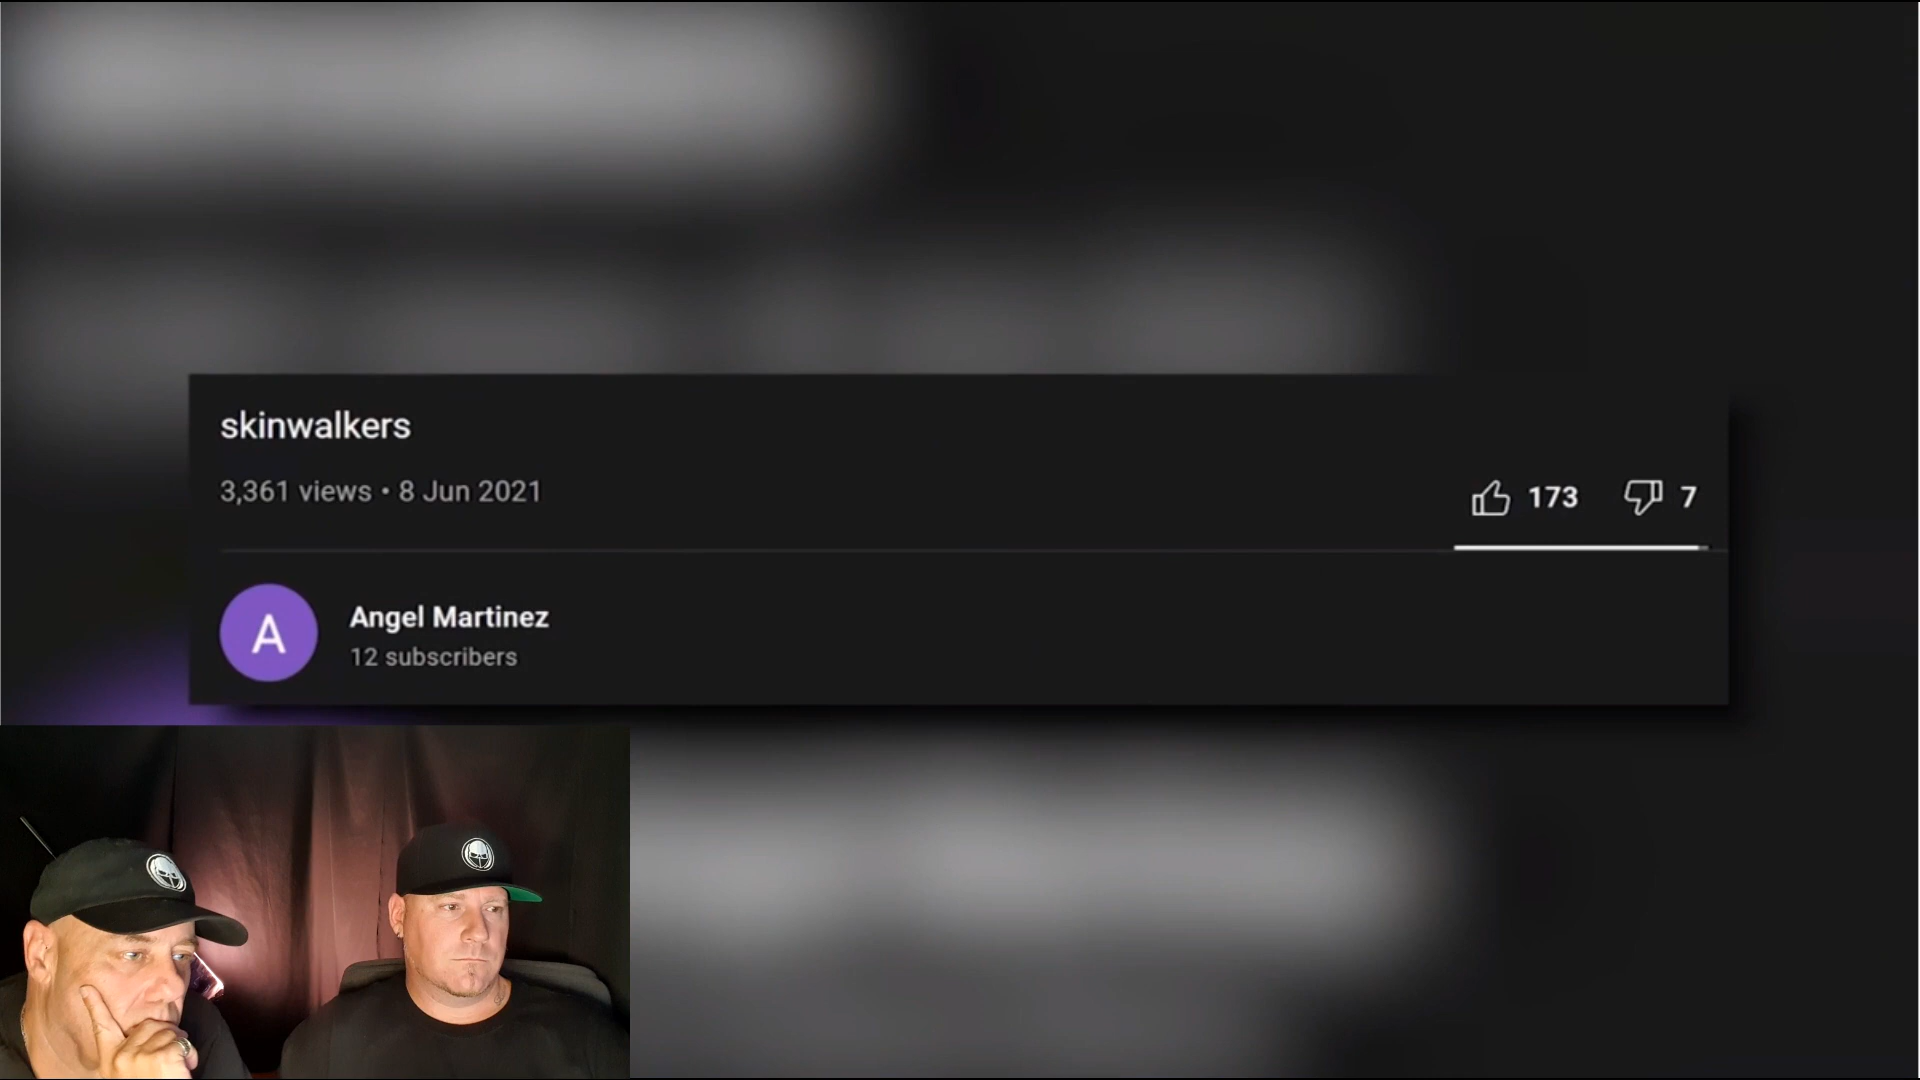 skinwalkers
3,361 views • 8 Jun 2021
173
7
A
Angel Martinez
12 subscribers